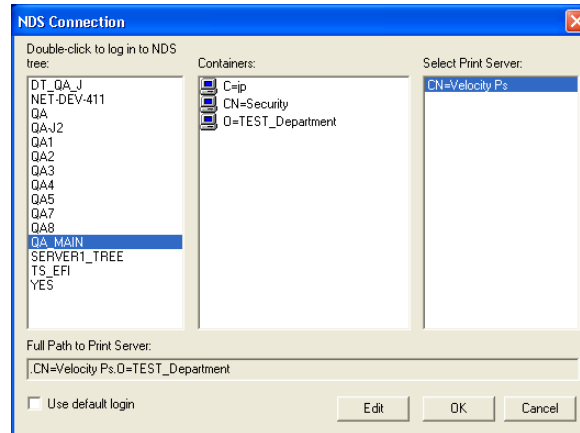 NDS Connection
Double-click to log in to NDS
tree:
Containers:
Select Print Server:
DT_QA_J
NET-DEV-411
QA
QA-J2
QA1
QA2
QA3
QA4
QA5
QA7
QA8
QA_MAIN
SERVER1_TREE
TS_EFI
YES
C=jp
CN=Security
O=TEST_Department
CN=Velocity Ps
Full Path to Print Server:
.CN=Velocity Ps.O=TEST_Department
Use default login
Edit
OK
Cancel